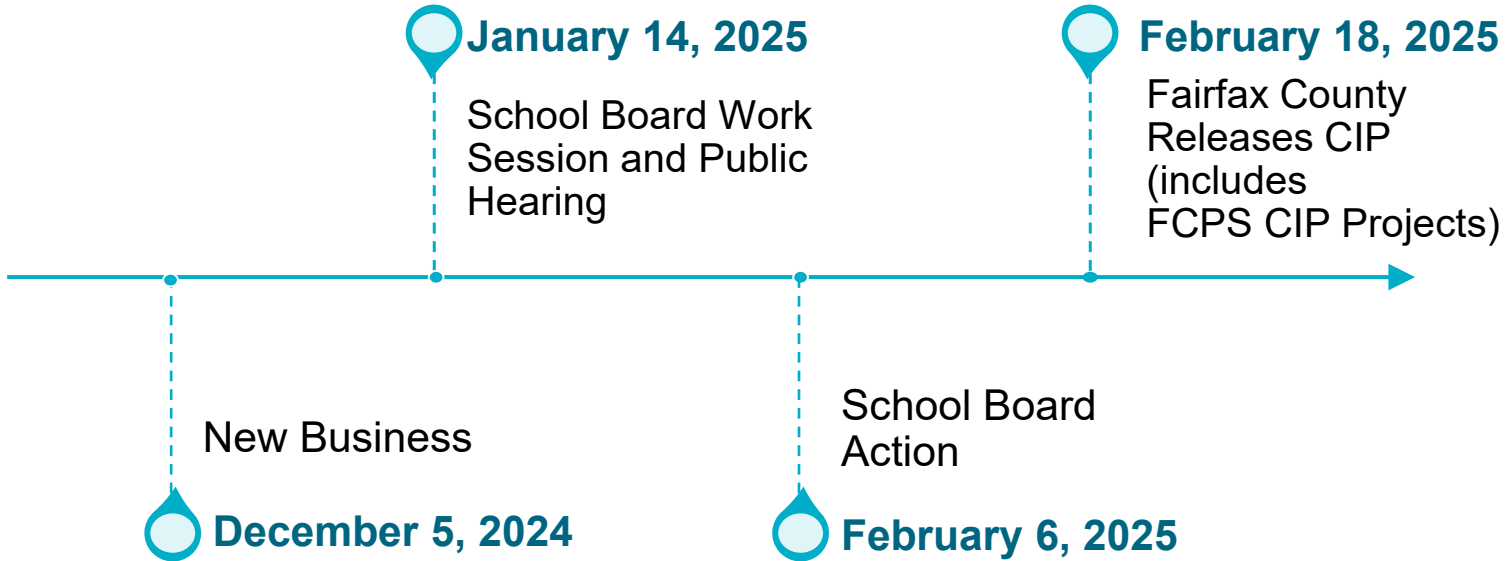 January 14, 2025
School Board Work
Session and Public
Hearing
February 18, 2025
Fairfax County
Releases CIP
(includes
FCPS CIP Projects)
New Business
December 5, 2024
School Board
Action
February 6, 2025